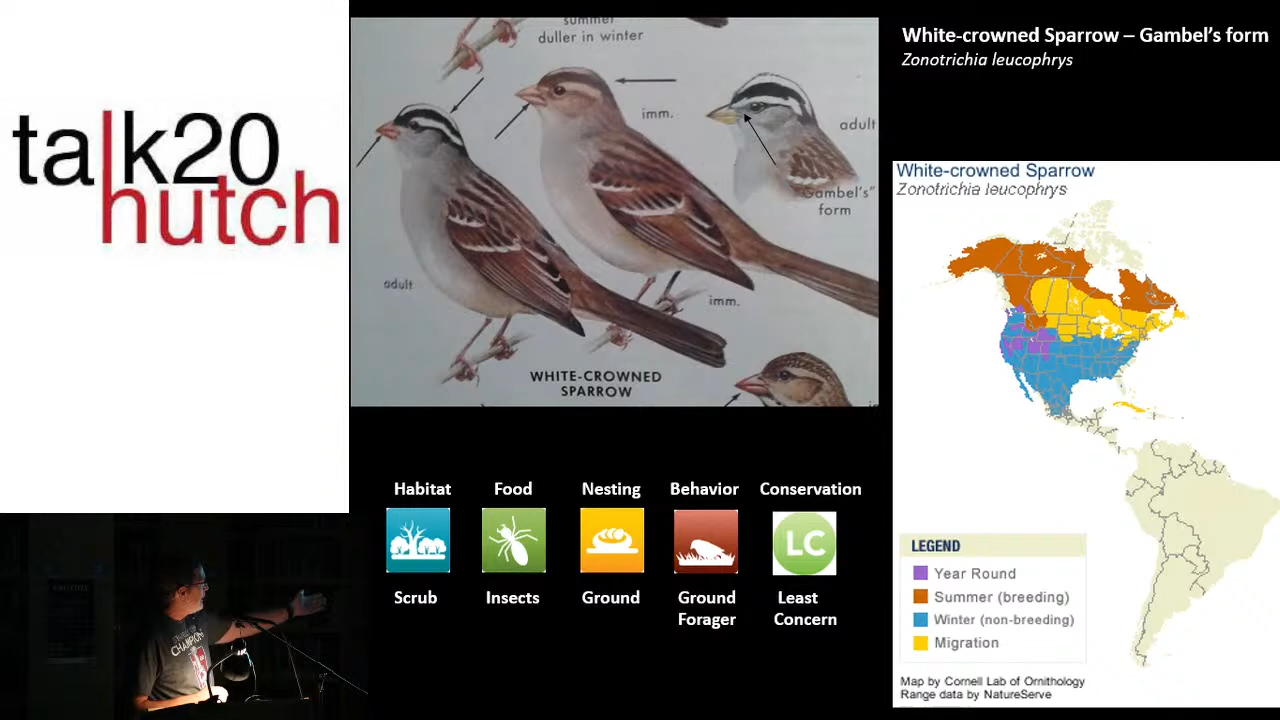 talk20
hutch
White-crowned Sparrow – Gambel's form
Zonotrichia leucophrys
summer
duller in winter
imm.
adult
"Gambel's"
form
adult
imm.
WHITE-CROWNED
SPARROW
White-crowned Sparrow
Zonotrichia leucophrys
Habitat
Food
Nesting
Behavior
Conservation
LC
Scrub
Insects
Ground
Ground
Forager
Least
Concern
LEGEND
Year Round
Summer (breeding)
Winter (non-breeding)
Migration
Map by Cornell Lab of Ornithology
Range data by NatureServe